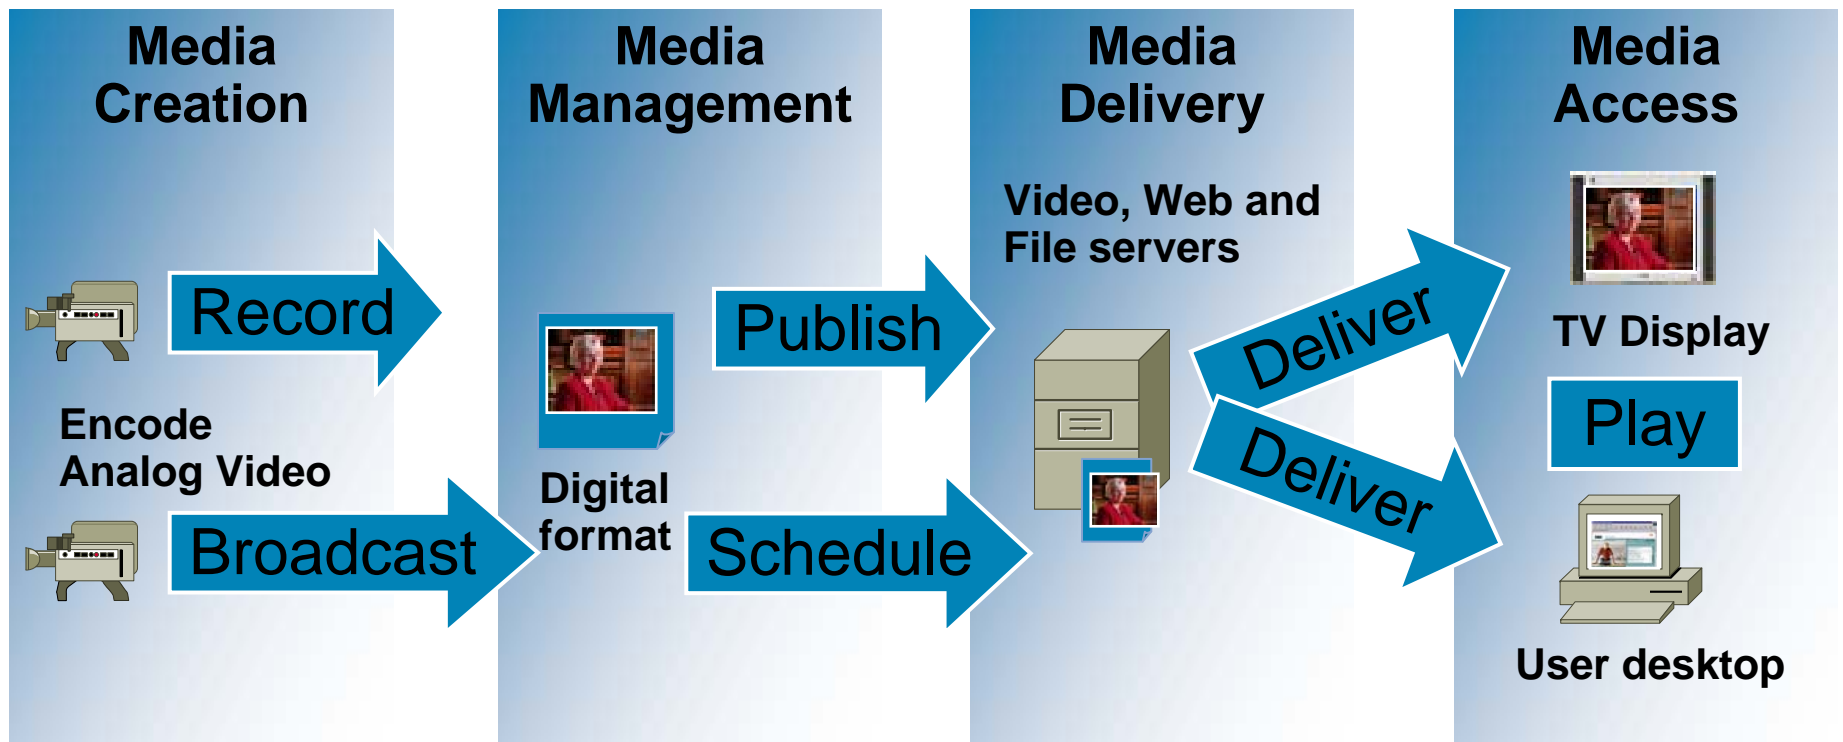 Media
Creation
Record
Encode
Analog Video
Broadcast
Media
Management
Publish
Digital
format
Schedule
Media
Delivery
Video, Web and
File servers
Deliver
Deliver
Media
Access
TV Display
Play
User desktop